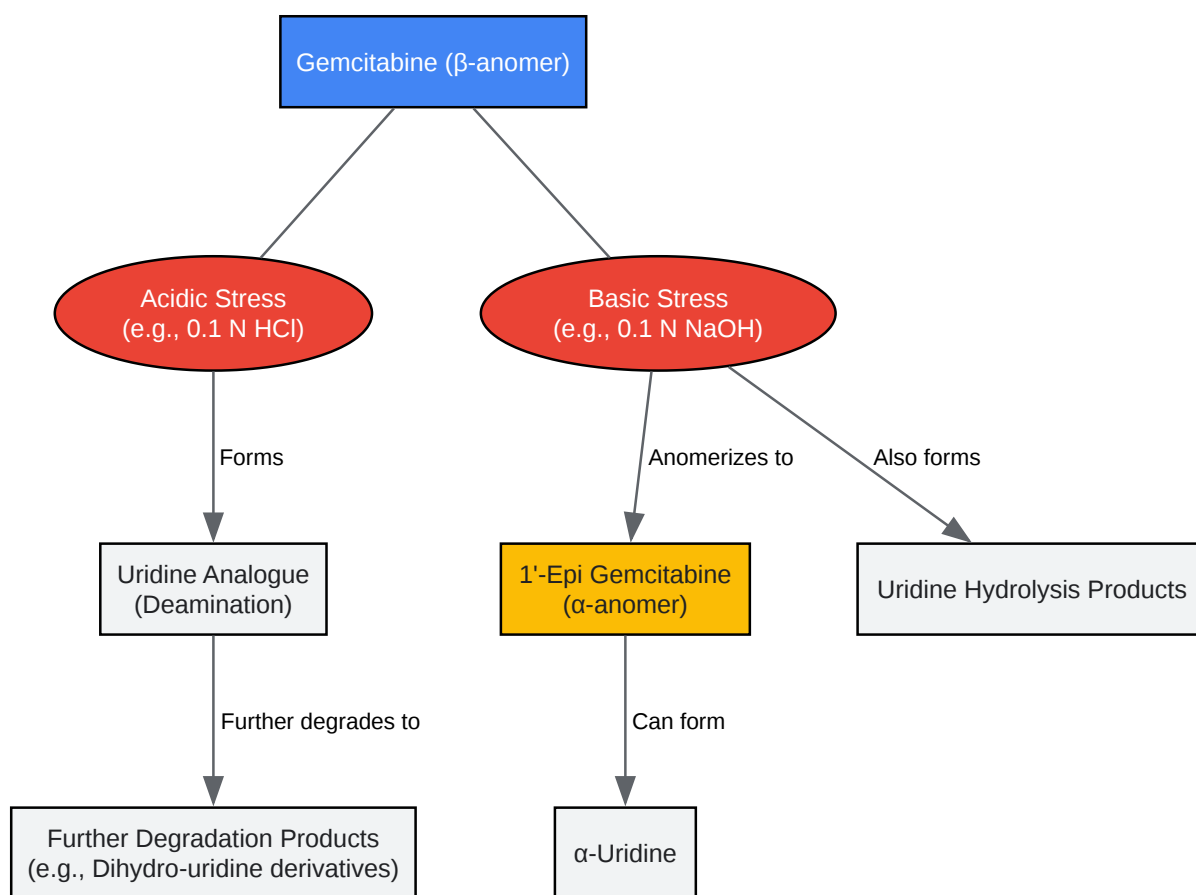 Gemcitabine (β-anomer)
Acidic Stress
(e.g., 0.1 N HCl)
Basic Stress
(e.g., 0.1 N NaOH)
Forms
Anomerizes to
Also forms
Uridine Analogue
(Deamination)
1'-Epi Gemcitabine
(α-anomer)
Uridine Hydrolysis Products
Further degrades to
Can form
Further Degradation Products
(e.g., Dihydro-uridine derivatives)
α-Uridine